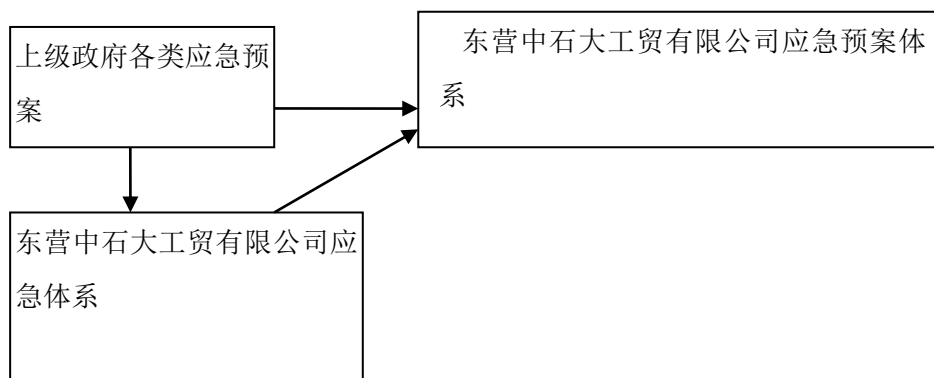 上级政府各类应急预
案
东营中石大工贸有限公司应急预案体
系
东营中石大工贸有限公司应
急体系